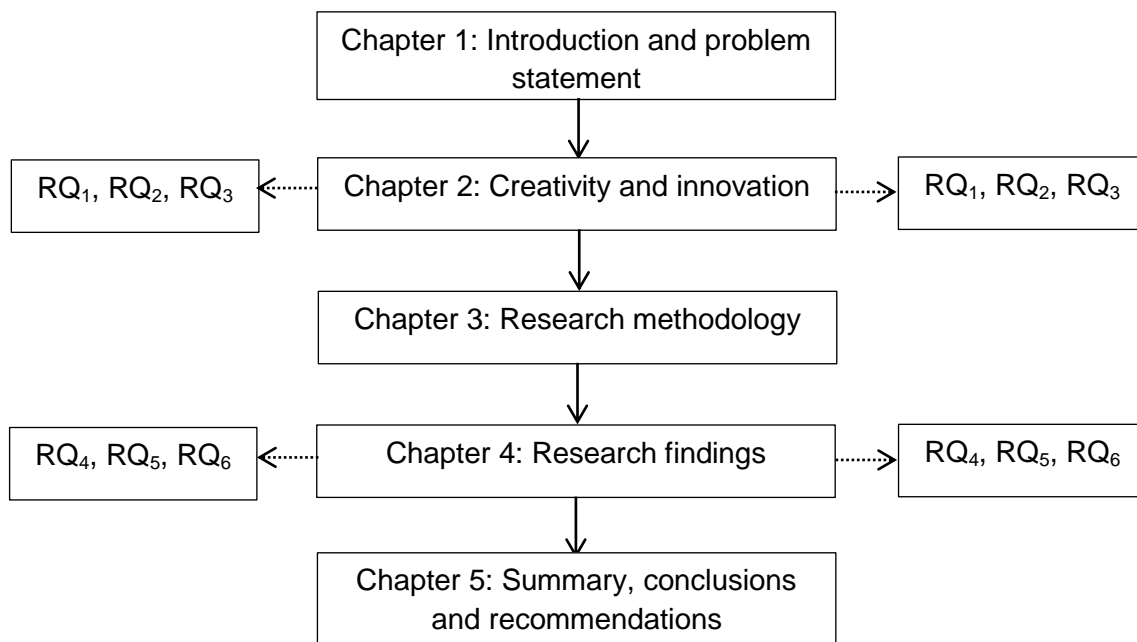 Chapter 1: Introduction and problem
statement
RQ₁, RQ₂, RQ₃
Chapter 2: Creativity and innovation
RQ₁, RQ₂, RQ₃
Chapter 3: Research methodology
RQ₄, RQ₅, RQ₆
Chapter 4: Research findings
RQ₄, RQ₅, RQ₆
Chapter 5: Summary, conclusions
and recommendations